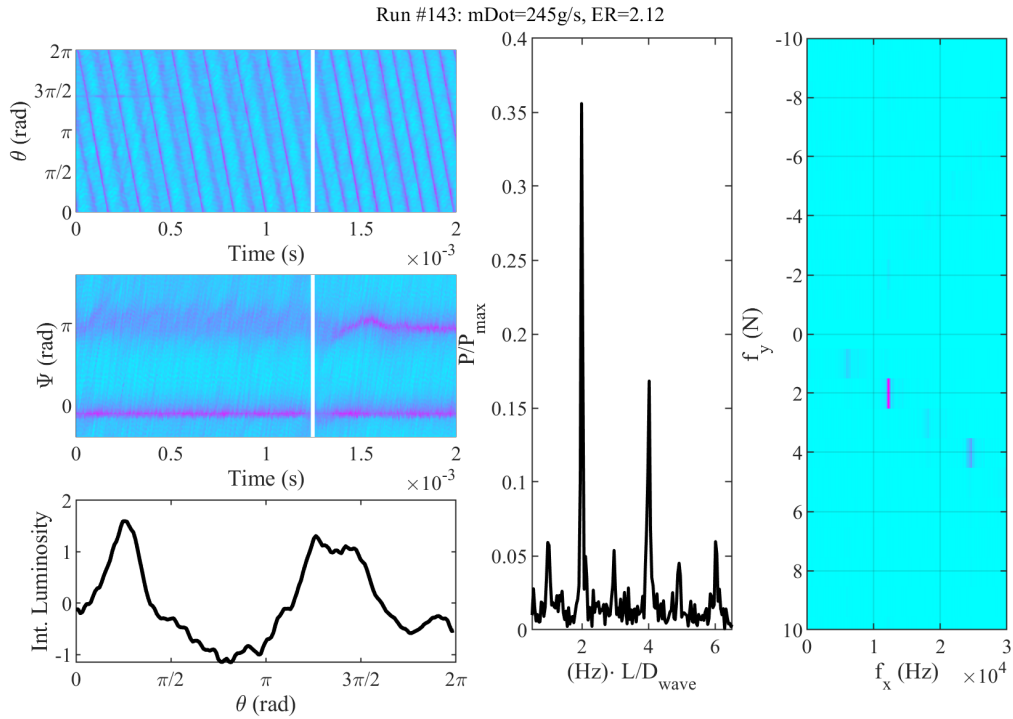 Run #143: mDot=245g/s, ER=2.12
2π
3π/2
π
π/2
0
θ (rad)
0 0.5 1 1.5 2
Time (s)
×10⁻³
π
0
Ψ (rad)
0 0.5 1 1.5 2
Time (s)
×10⁻³
2
1
0
-1
Int. Luminosity
0 π/2 π 3π/2 2π
θ (rad)
0.4
0.35
0.3
0.25
0.2
0.15
0.1
0.05
0
P/P_max
2 4 6
(Hz)· L/D_wave
-10
-8
-6
-4
-2
0
2
4
6
8
10
f_y (N)
0 1 2 3
f_x (Hz)
×10⁴